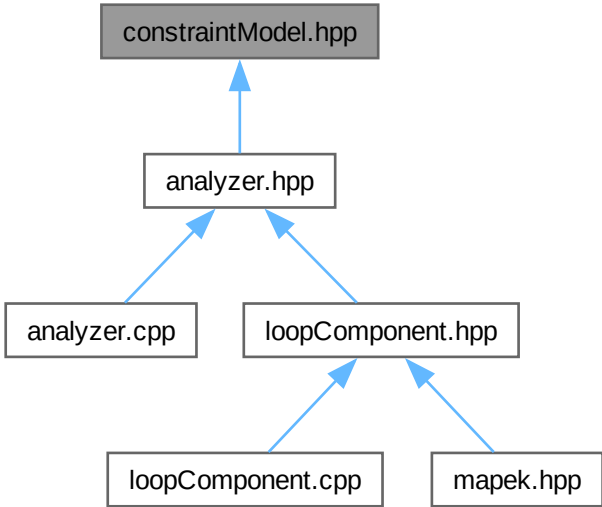 constraintModel.hpp
analyzer.hpp
analyzer.cpp
loopComponent.hpp
loopComponent.cpp
mapek.hpp